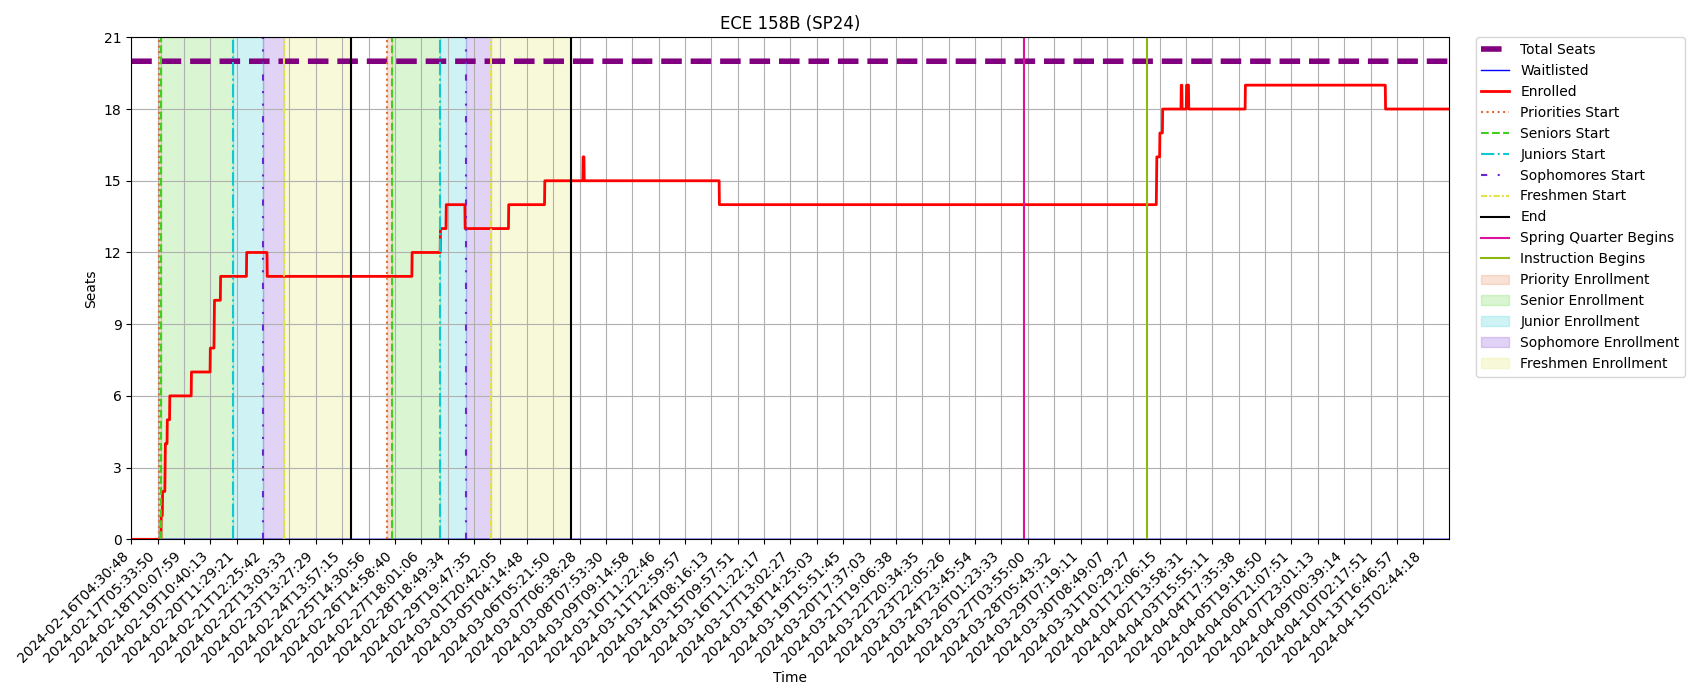 ECE 158B (SP24)
Seats
21
18
15
12
9
6
3
0
2024-02-16T04:30:48
2024-02-17T05:33:50
2024-02-18T10:07:59
2024-02-19T10:40:13
2024-02-20T11:29:21
2024-02-21T12:25:42
2024-02-22T13:03:33
2024-02-23T13:27:29
2024-02-24T13:57:15
2024-02-25T14:30:56
2024-02-26T14:58:40
2024-02-27T18:01:06
2024-02-28T18:49:34
2024-02-29T19:47:35
2024-03-01T20:42:05
2024-03-05T04:14:48
2024-03-06T05:21:50
2024-03-07T06:38:28
2024-03-08T07:53:30
2024-03-09T09:14:58
2024-03-10T11:22:46
2024-03-11T12:59:57
2024-03-14T08:16:13
2024-03-15T09:57:51
2024-03-16T11:22:17
2024-03-17T13:02:27
2024-03-18T14:25:03
2024-03-19T15:51:45
2024-03-20T17:37:03
2024-03-21T19:06:38
2024-03-22T20:34:35
2024-03-23T22:05:26
2024-03-24T23:45:54
2024-03-26T01:23:33
2024-03-27T03:55:00
2024-03-28T05:43:32
2024-03-29T07:19:11
2024-03-30T08:49:07
2024-03-31T10:29:27
2024-04-01T12:06:15
2024-04-02T13:58:31
2024-04-03T15:55:11
2024-04-04T17:35:38
2024-04-05T19:18:50
2024-04-06T21:07:51
2024-04-07T23:01:13
2024-04-09T00:39:14
2024-04-10T02:17:51
2024-04-13T16:46:57
2024-04-15T02:44:18
Time
Total Seats
Waitlisted
Enrolled
Priorities Start
Seniors Start
Juniors Start
Sophomores Start
Freshmen Start
End
Spring Quarter Begins
Instruction Begins
Priority Enrollment
Senior Enrollment
Junior Enrollment
Sophomore Enrollment
Freshmen Enrollment